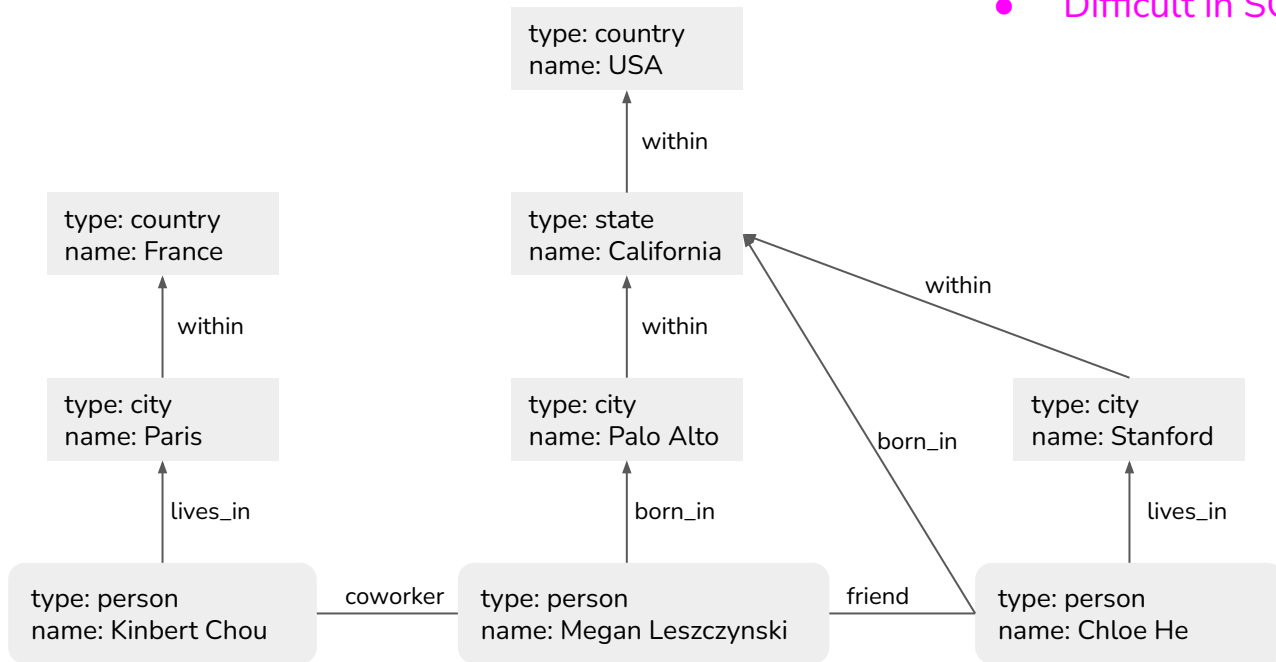 Difficult in
type: country
name: USA
within
type: country
name: France
type: state
name: California
within
within
within
type: city
name: Paris
type: city
name: Palo Alto
type: city
name: Stanford
born_in
lives_in
born_in
lives_in
type: person
name: Kinbert Chou
coworker
type: person
name: Megan Leszczynski
friend
type: person
name: Chloe He